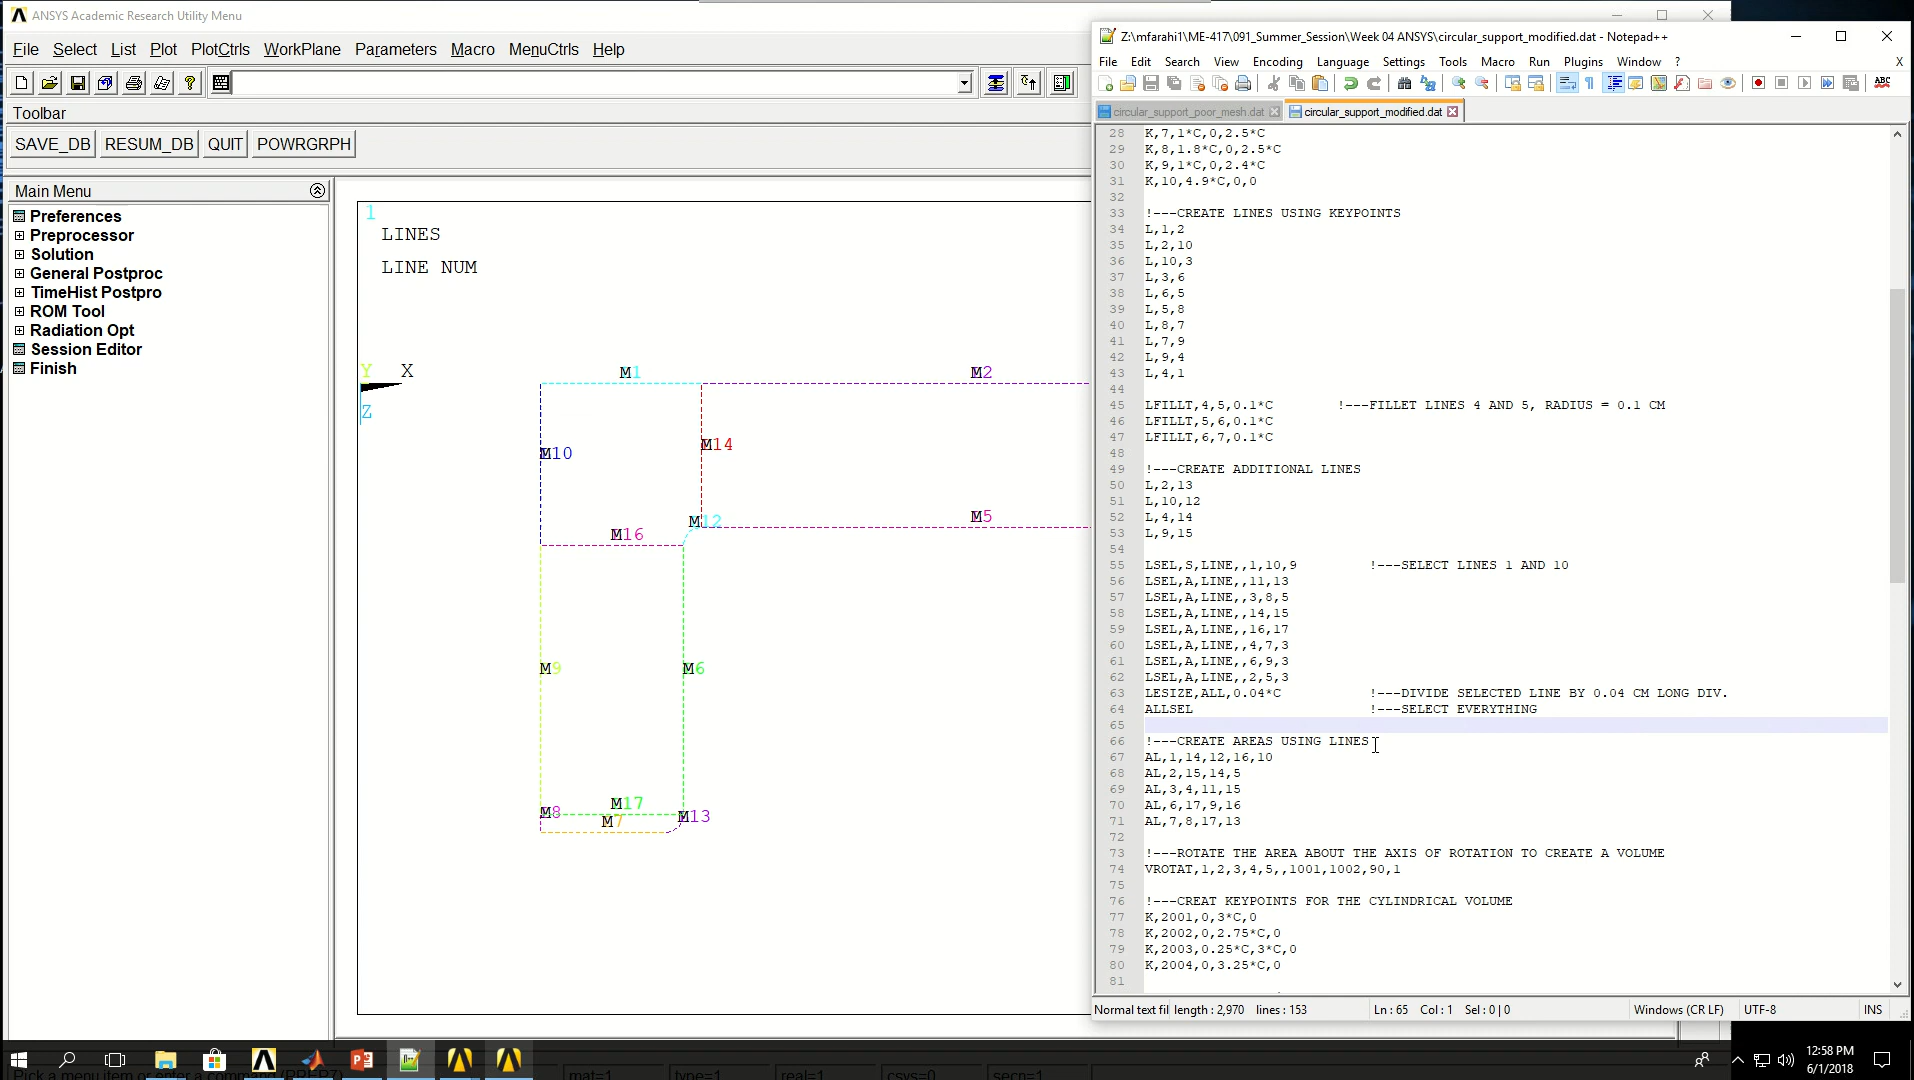 ANSYS Academic Research Utility Menu
File Select List Plot PlotCtrls WorkPlane Parameters Macro MenuCtrls Help
Toolbar
SAVE_DB RESUM_DB QUIT POWRGRPH
Main Menu
Preferences
Preprocessor
Solution
General Postproc
TimeHist Postpro
ROM Tool
Radiation Opt
Session Editor
Finish
1
LINES
LINE NUM
Y X
Z
M1 M2
M14
M10
M12 M5
M16
M9 M6
M17
M8 M13
M7
Z:\mfarahi1\ME-417\091_Summer_Session\Week 04 ANSYS\circular_support_modified.dat - Notepad++
File Edit Search View Encoding Language Settings Tools Macro Run Plugins Window ? X
ABC
circular_support_poor_mesh.dat circular_support_modified.dat
28 K,7,1*C,0,2.5*C
29 K,8,1.8*C,0,2.5*C
30 K,9,1*C,0,2.4*C
31 K,10,4.9*C,0,0
32
33 !---CREATE LINES USING KEYPOINTS
34 L,1,2
35 L,2,10
36 L,10,3
37 L,3,6
38 L,6,5
39 L,5,8
40 L,8,7
41 L,7,9
42 L,9,4
43 L,4,1
44
45 LFILLT,4,5,0.1*C !---FILLET LINES 4 AND 5, RADIUS = 0.1 CM
46 LFILLT,5,6,0.1*C
47 LFILLT,6,7,0.1*C
48
49 !---CREATE ADDITIONAL LINES
50 L,2,13
51 L,10,12
52 L,4,14
53 L,9,15
54
55 LSEL,S,LINE,,1,10,9 !---SELECT LINES 1 AND 10
56 LSEL,A,LINE,,11,13
57 LSEL,A,LINE,,3,8,5
58 LSEL,A,LINE,,14,15
59 LSEL,A,LINE,,16,17
60 LSEL,A,LINE,,4,7,3
61 LSEL,A,LINE,,6,9,3
62 LSEL,A,LINE,,2,5,3
63 LESIZE,ALL,0.04*C !---DIVIDE SELECTED LINE BY 0.04 CM LONG DIV.
64 ALLSEL !---SELECT EVERYTHING
65
66 !---CREATE AREAS USING LINES
67 AL,1,14,12,16,10
68 AL,2,15,14,5
69 AL,3,4,11,15
70 AL,6,17,9,16
71 AL,7,8,17,13
72
73 !---ROTATE THE AREA ABOUT THE AXIS OF ROTATION TO CREATE A VOLUME
74 VROTAT,1,2,3,4,5,,1001,1002,90,1
75
76 !---CREAT KEYPOINTS FOR THE CYLINDRICAL VOLUME
77 K,2001,0,3*C,0
78 K,2002,0,2.75*C,0
79 K,2003,0.25*C,3*C,0
80 K,2004,0,3.25*C,0
81
Normal text fil length : 2,970 lines : 153 Ln : 65 Col : 1 Sel : 0 | 0 Windows (CR LF) UTF-8 INS
Pick a menu item or enter a command (PREP7) mat=1 type=1 real=1 csys=0 secn=1
12:58 PM
6/1/2018